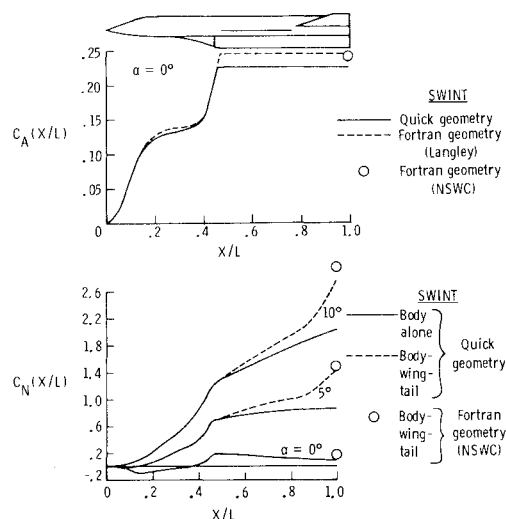 .25
.20
.15
.10
.05
0
α = 0°
C_A(X/L)
0 .2 .4 .6 .8 1.0
X/L
SWINT
Quick geometry
Fortran geometry
(Langley)
Fortran geometry
(NSWC)
2.6
2.2
1.8
1.4
1.0
.6
.2
-.2
C_N(X/L)
10°
5°
α = 0°
0 .2 .4 .6 .8 1.0
X/L
SWINT
Body
alone
Body-
wing-
tail
Quick
geometry
Body-
wing-
tail
Fortran
geometry
(NSWC)